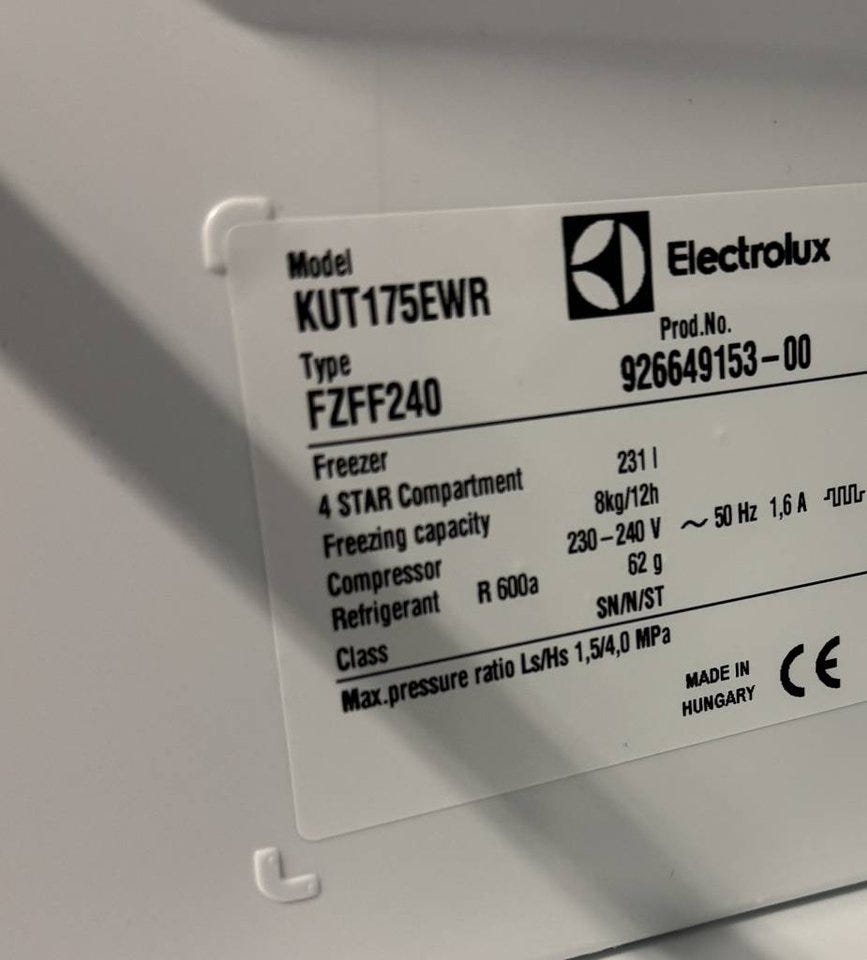 Model
KUT175EWR
Electrolux
Type
FZFF240
Prod.No.
926649153-00
Freezer
4 STAR Compartment 231 l
Freezing capacity 8kg/12h
Compressor 230-240 V ~ 50 Hz 1,6 A
Refrigerant R 600a 62 g
Class SN/N/ST
Max.pressure ratio Ls/Hs 1,5/4,0 MPa
MADE IN
HUNGARY
CE